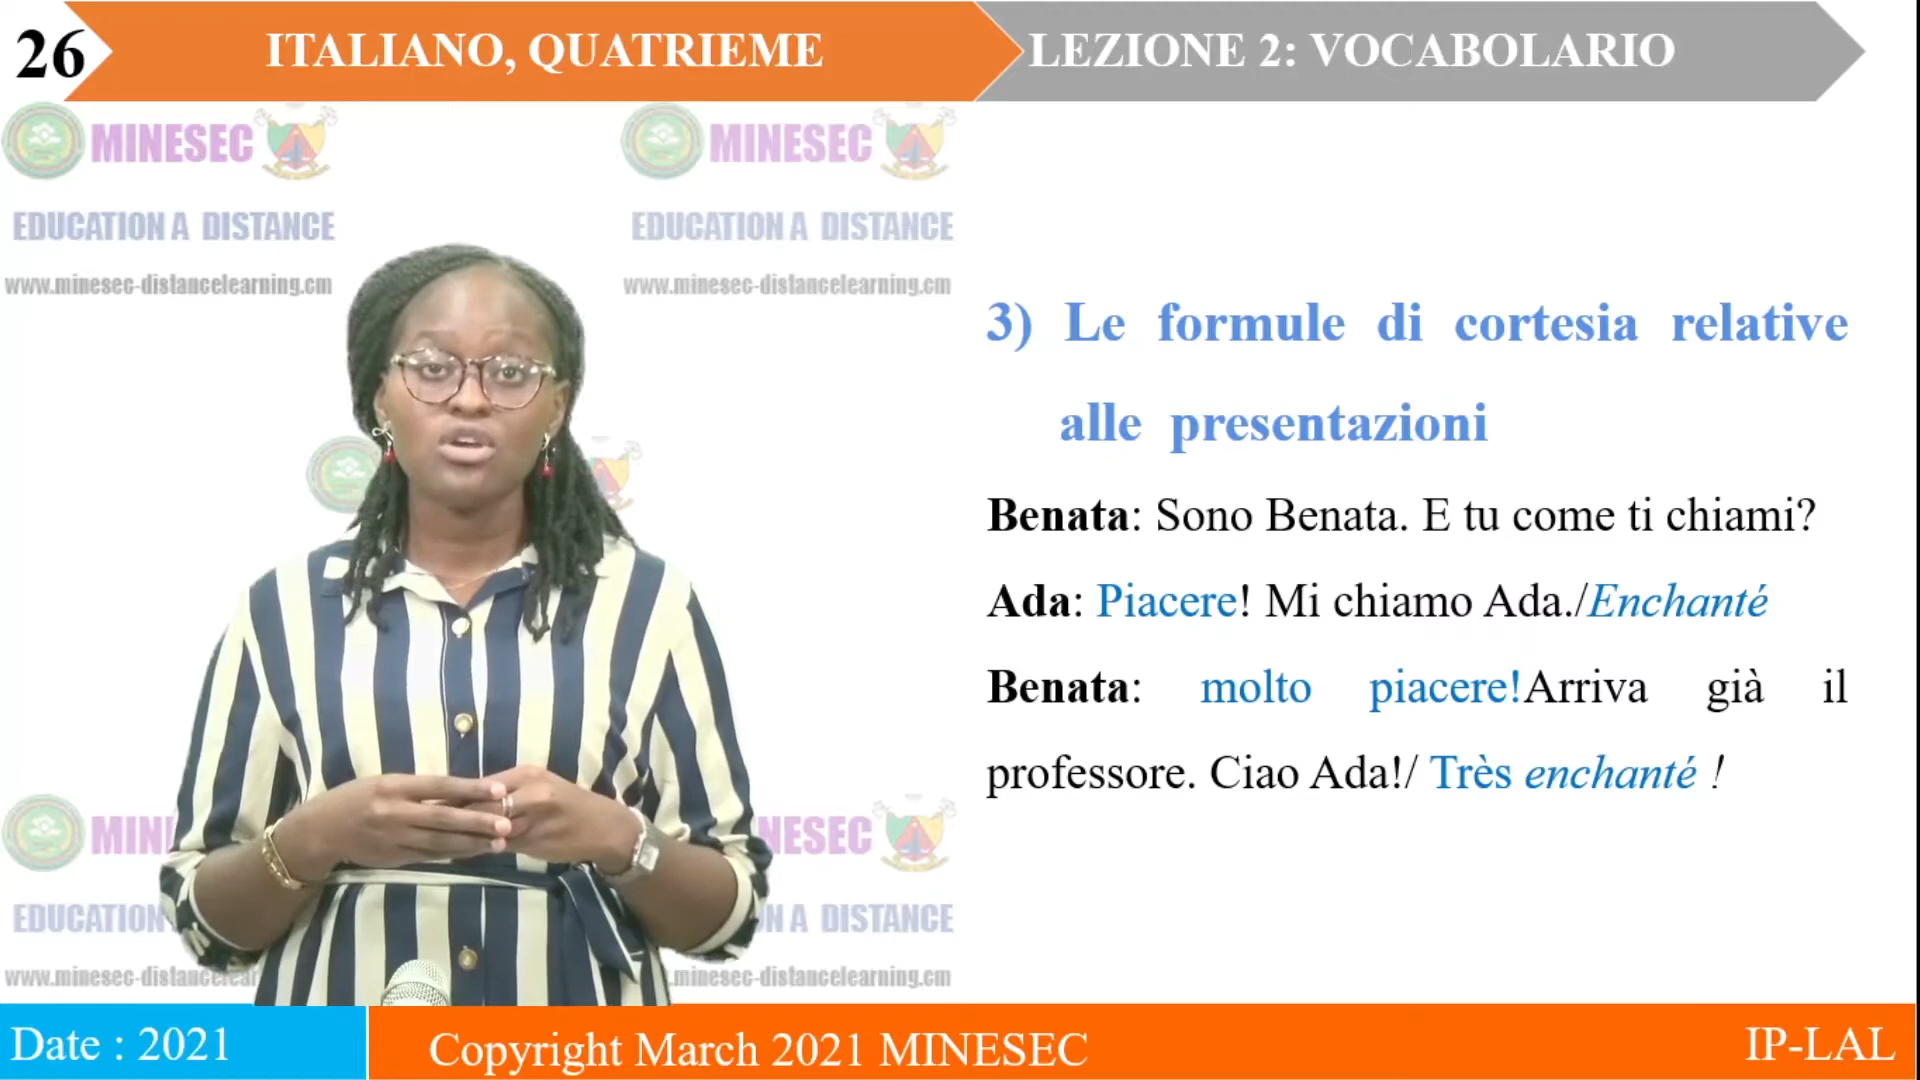 26
ITALIANO, QUATRIEME
LEZIONE 2: VOCABOLARIO
MINESEC
EDUCATION A DISTANCE
www.minesec-distancelearning.cm
MINESEC
EDUCATION A DISTANCE
www.minesec-distancelearning.cm
3) Le formule di cortesia relative
alle presentazioni
Benata: Sono Benata. E tu come ti chiami?
Ada: Piacere! Mi chiamo Ada./Enchanté
Benata: molto piacere!Arriva già il
professore. Ciao Ada!/ Très enchanté !
MIN
EDUCATION
www.minesec-distancelear
NESEC
N A DISTANCE
.minesec-distancelearning.cm
Date : 2021
Copyright March 2021 MINESEC
IP-LAL